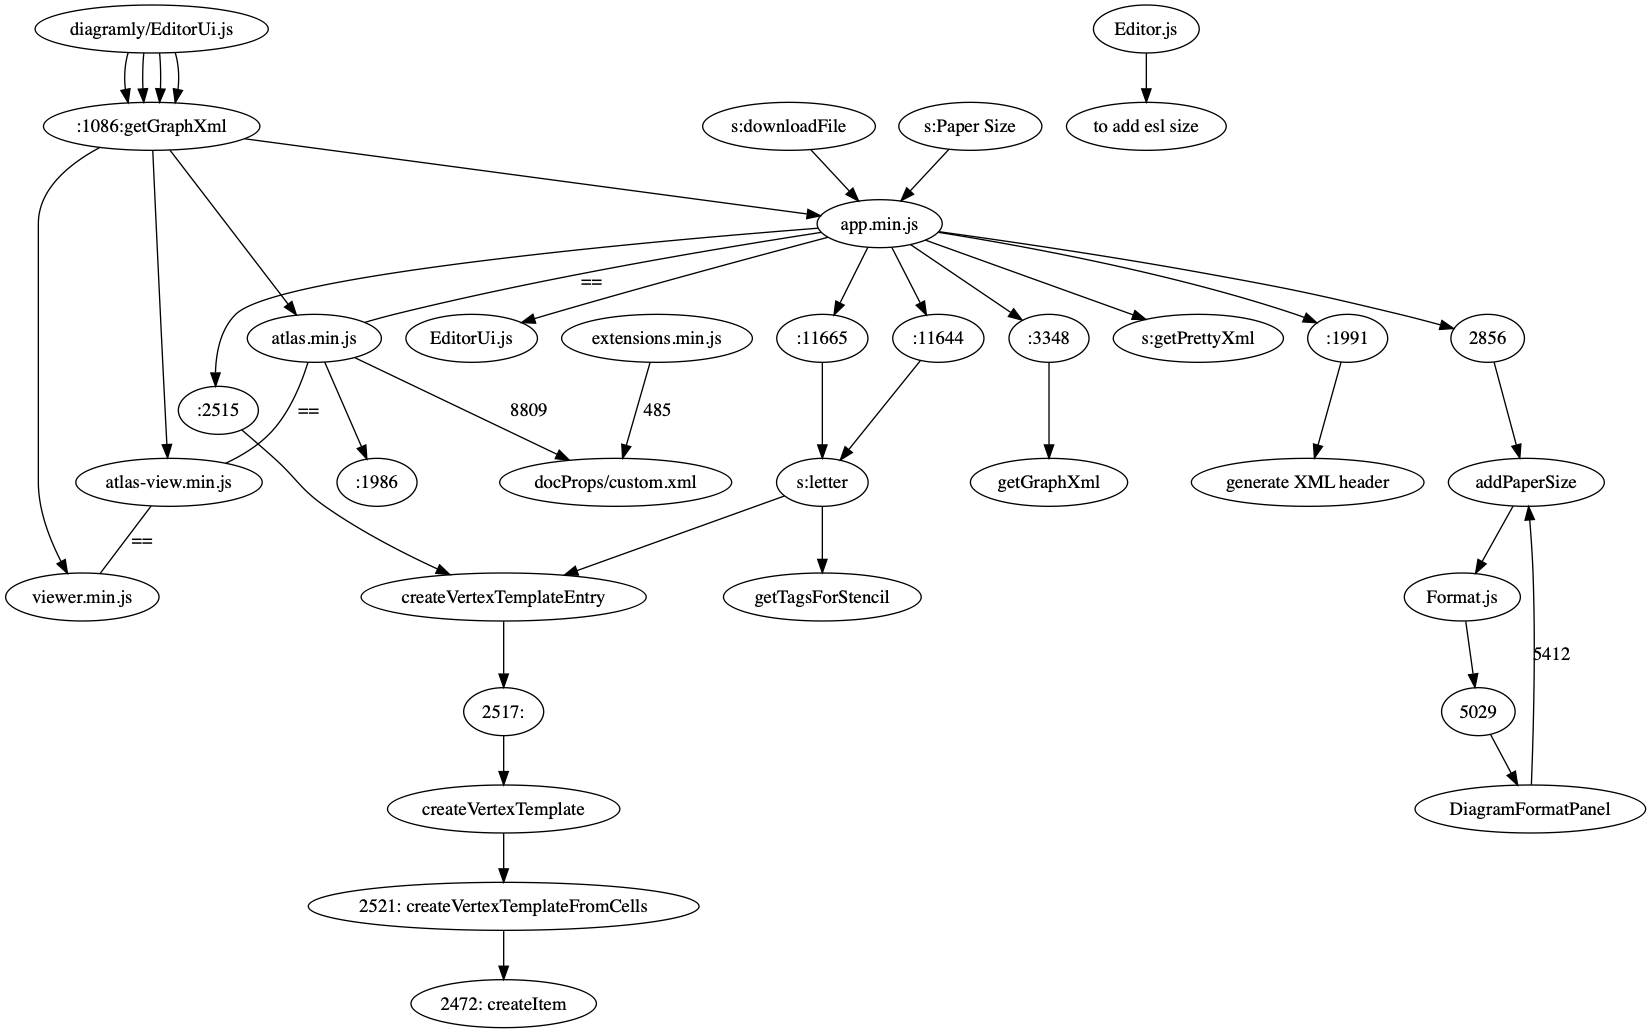 diagramly/EditorUi.js
Editor.js
:1086:getGraphXml
s:downloadFile
s:Paper Size
to add esl size
app.min.js
==
atlas.min.js
EditorUi.js
extensions.min.js
:11665
:11644
:3348
s:getPrettyXml
:1991
2856
:2515
==
8809
485
atlas-view.min.js
:1986
docProps/custom.xml
s:letter
getGraphXml
generate XML header
addPaperSize
==
viewer.min.js
createVertexTemplateEntry
getTagsForStencil
Format.js
5412
2517:
5029
createVertexTemplate
DiagramFormatPanel
2521: createVertexTemplateFromCells
2472: createItem